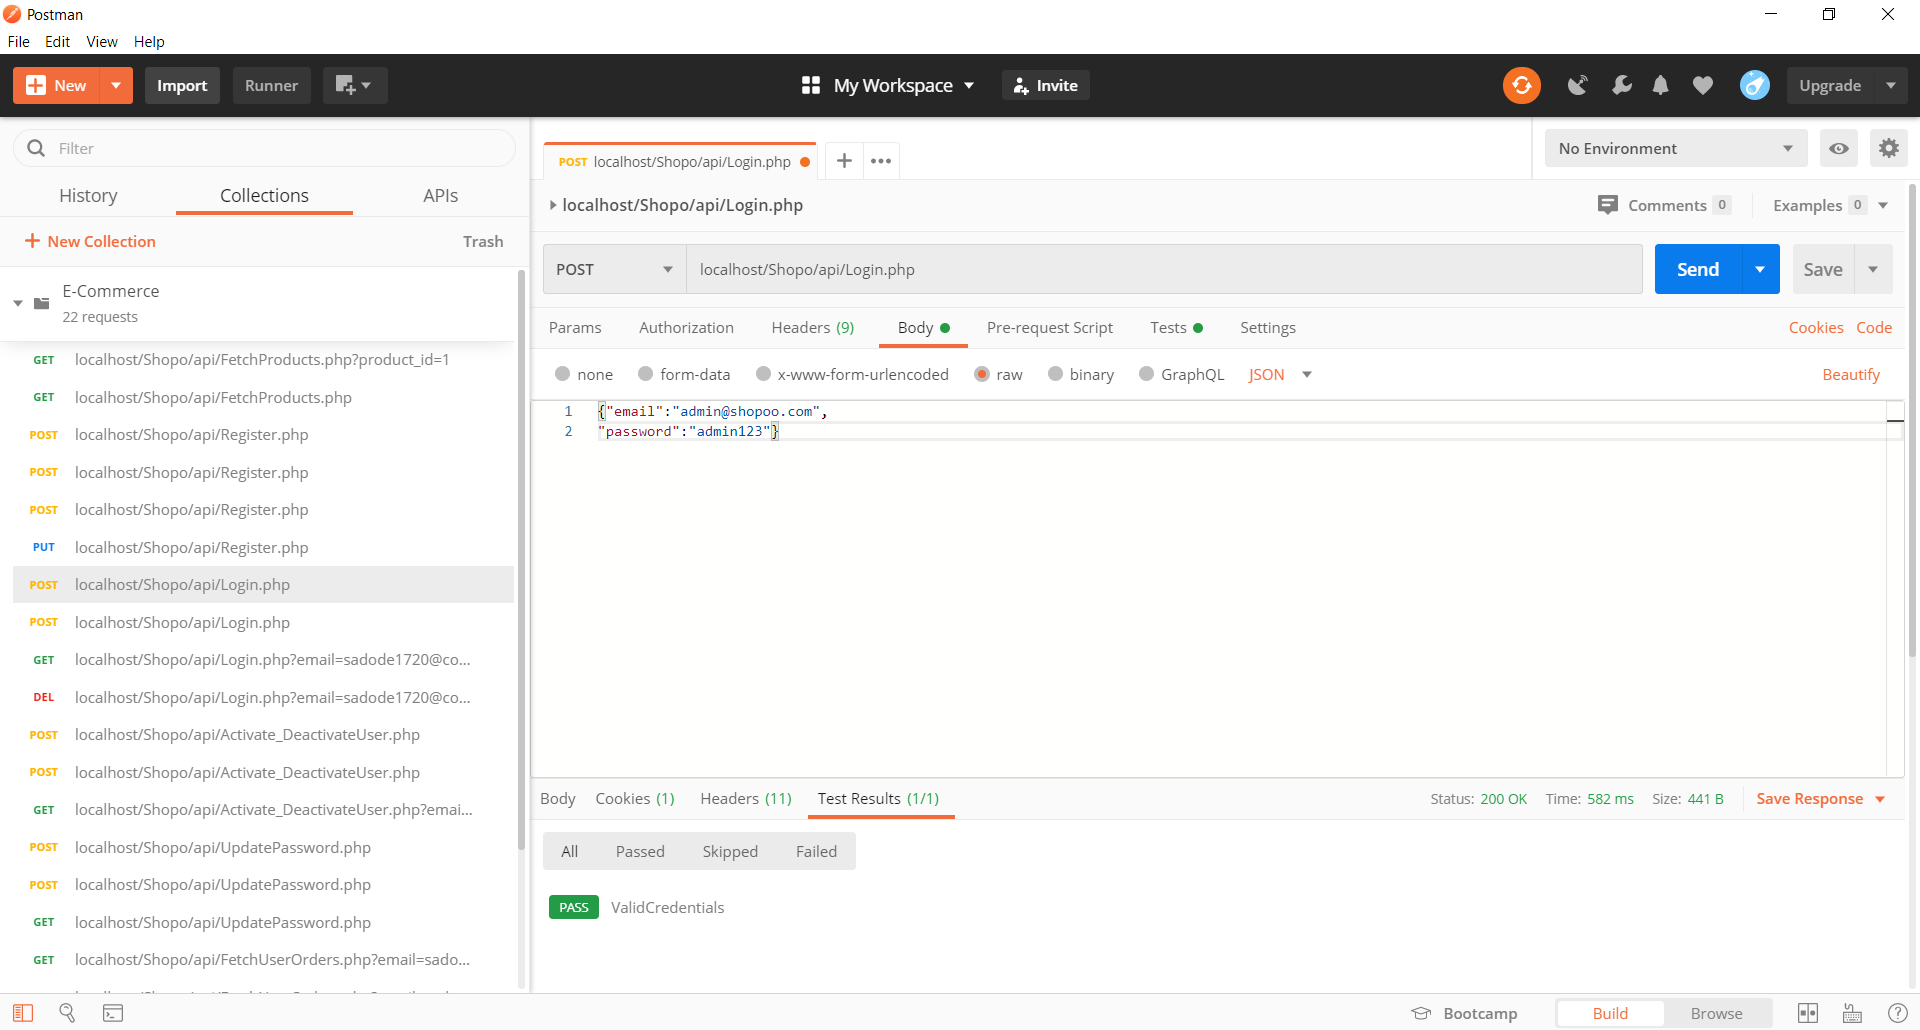 Postman
File Edit View Help
New Import Runner My Workspace Invite Upgrade
Filter
History Collections APIs
New Collection Trash
E-Commerce
22 requests
GET localhost/Shopo/api/FetchProducts.php?product_id=1
GET localhost/Shopo/api/FetchProducts.php
POST localhost/Shopo/api/Register.php
POST localhost/Shopo/api/Register.php
POST localhost/Shopo/api/Register.php
PUT localhost/Shopo/api/Register.php
POST localhost/Shopo/api/Login.php
POST localhost/Shopo/api/Login.php
GET localhost/Shopo/api/Login.php?email=sadode1720@co...
DEL localhost/Shopo/api/Login.php?email=sadode1720@co...
POST localhost/Shopo/api/Activate_DeactivateUser.php
POST localhost/Shopo/api/Activate_DeactivateUser.php
GET localhost/Shopo/api/Activate_DeactivateUser.php?emai...
POST localhost/Shopo/api/UpdatePassword.php
POST localhost/Shopo/api/UpdatePassword.php
GET localhost/Shopo/api/UpdatePassword.php
GET localhost/Shopo/api/FetchUserOrders.php?email=sado...
POST localhost/Shopo/api/Login.php
No Environment
localhost/Shopo/api/Login.php Comments 0 Examples 0
POST localhost/Shopo/api/Login.php Send Save
Params Authorization Headers (9) Body Pre-request Script Tests Settings Cookies Code
none form-data x-www-form-urlencoded raw binary GraphQL JSON Beautify
1 {"email":"admin@shopoo.com",
2 "password":"admin123"}
Body Cookies (1) Headers (11) Test Results (1/1) Status: 200 OK Time: 582 ms Size: 441 B Save Response
All Passed Skipped Failed
PASS ValidCredentials
Bootcamp Build Browse